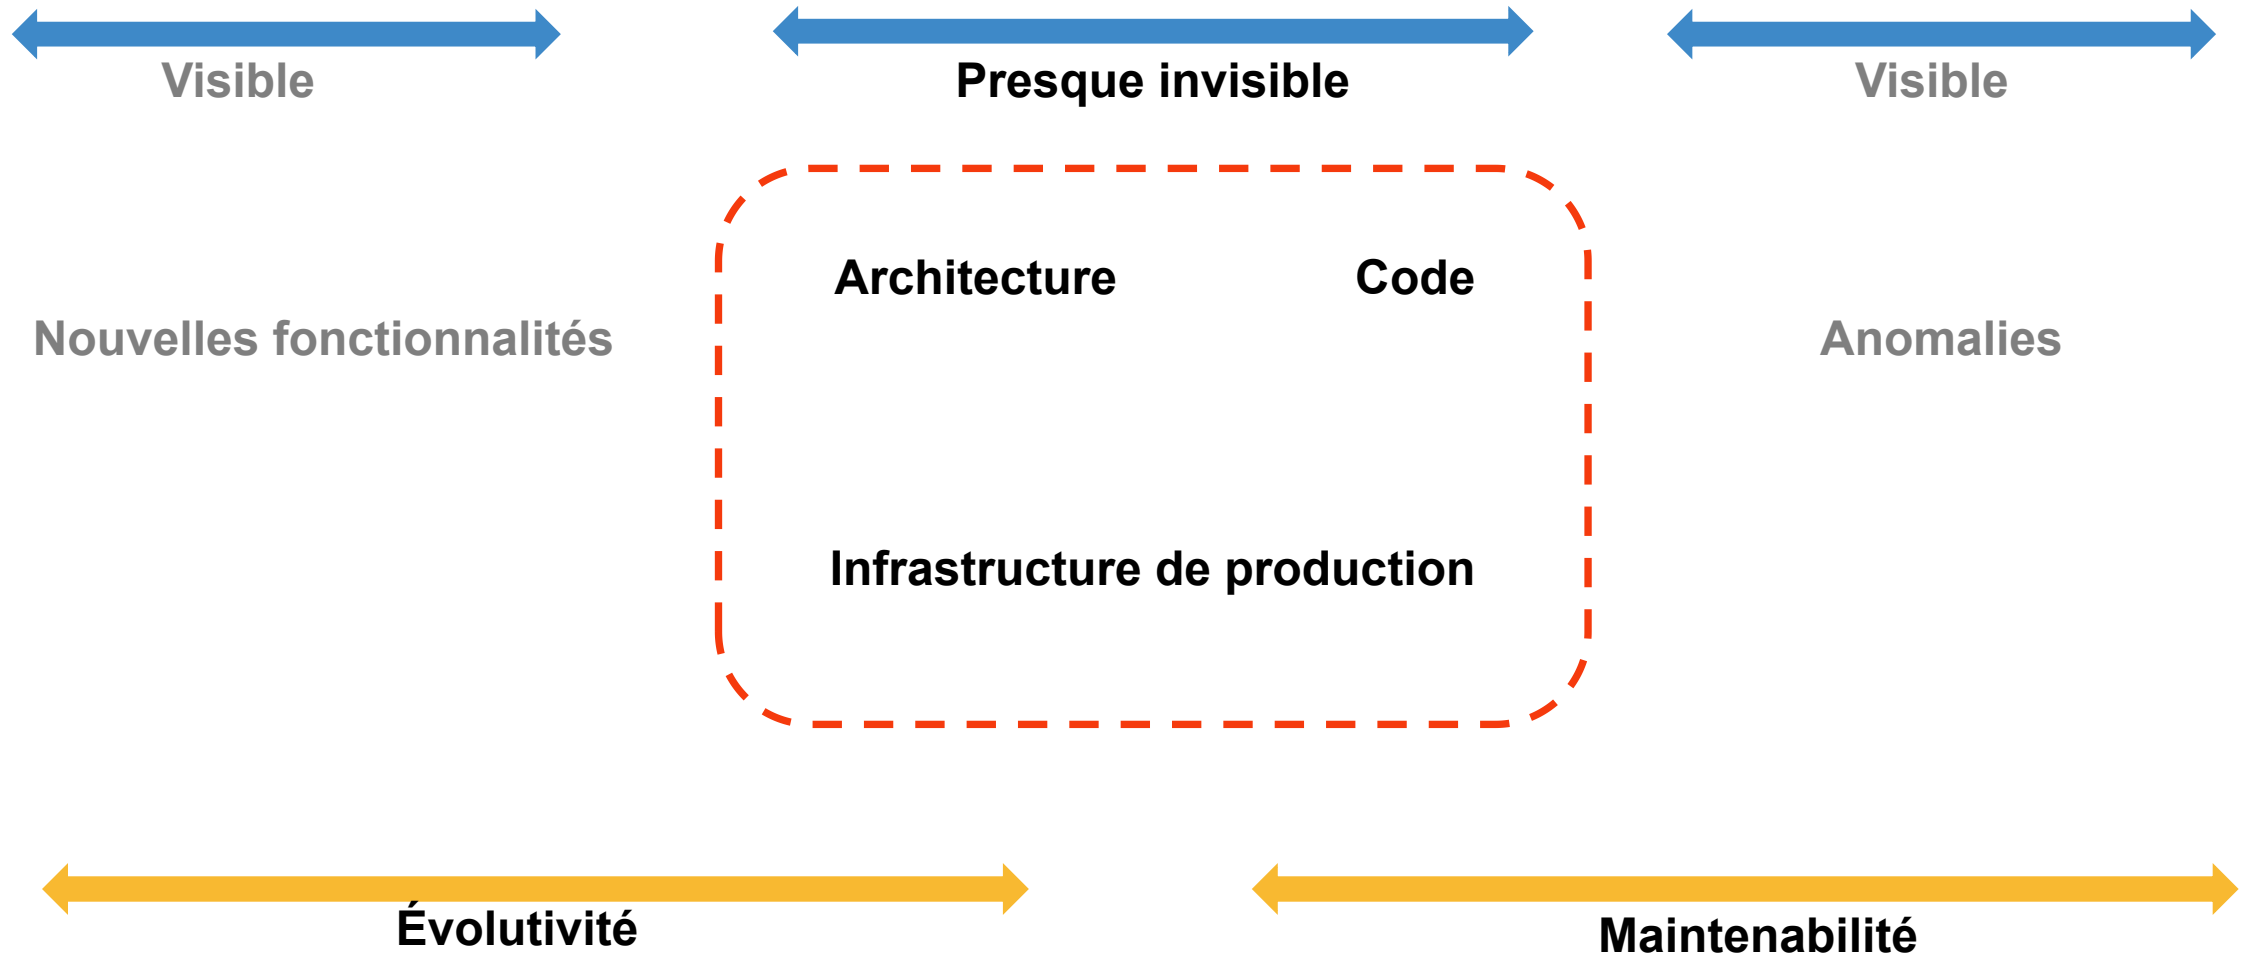 Visible
Presque invisible
Visible
Architecture
Code
Nouvelles fonctionnalités
Anomalies
Infrastructure de production
Évolutivité
Maintenabilité